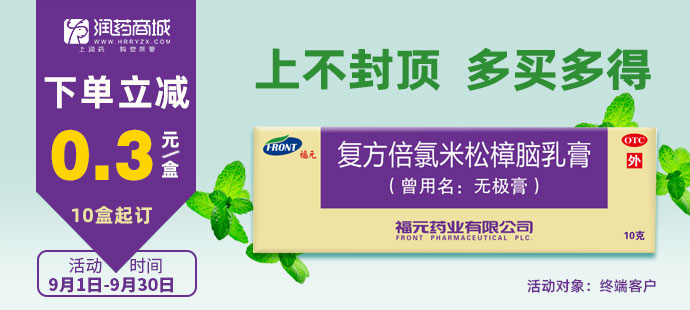 润药商城
WWW.HRRYZX.COM
上润药 购您所要
下单立减
0.3元/盒
10盒起订
活动 时间
9月1日-9月30日
上不封顶 多买多得
FRONT
福元
复方倍氯米松樟脑乳膏
(曾用名：无极膏)
OTC
外
福元药业有限公司
FRONT PHARMACEUTICAL PLC.
10克
活动对象：终端客户